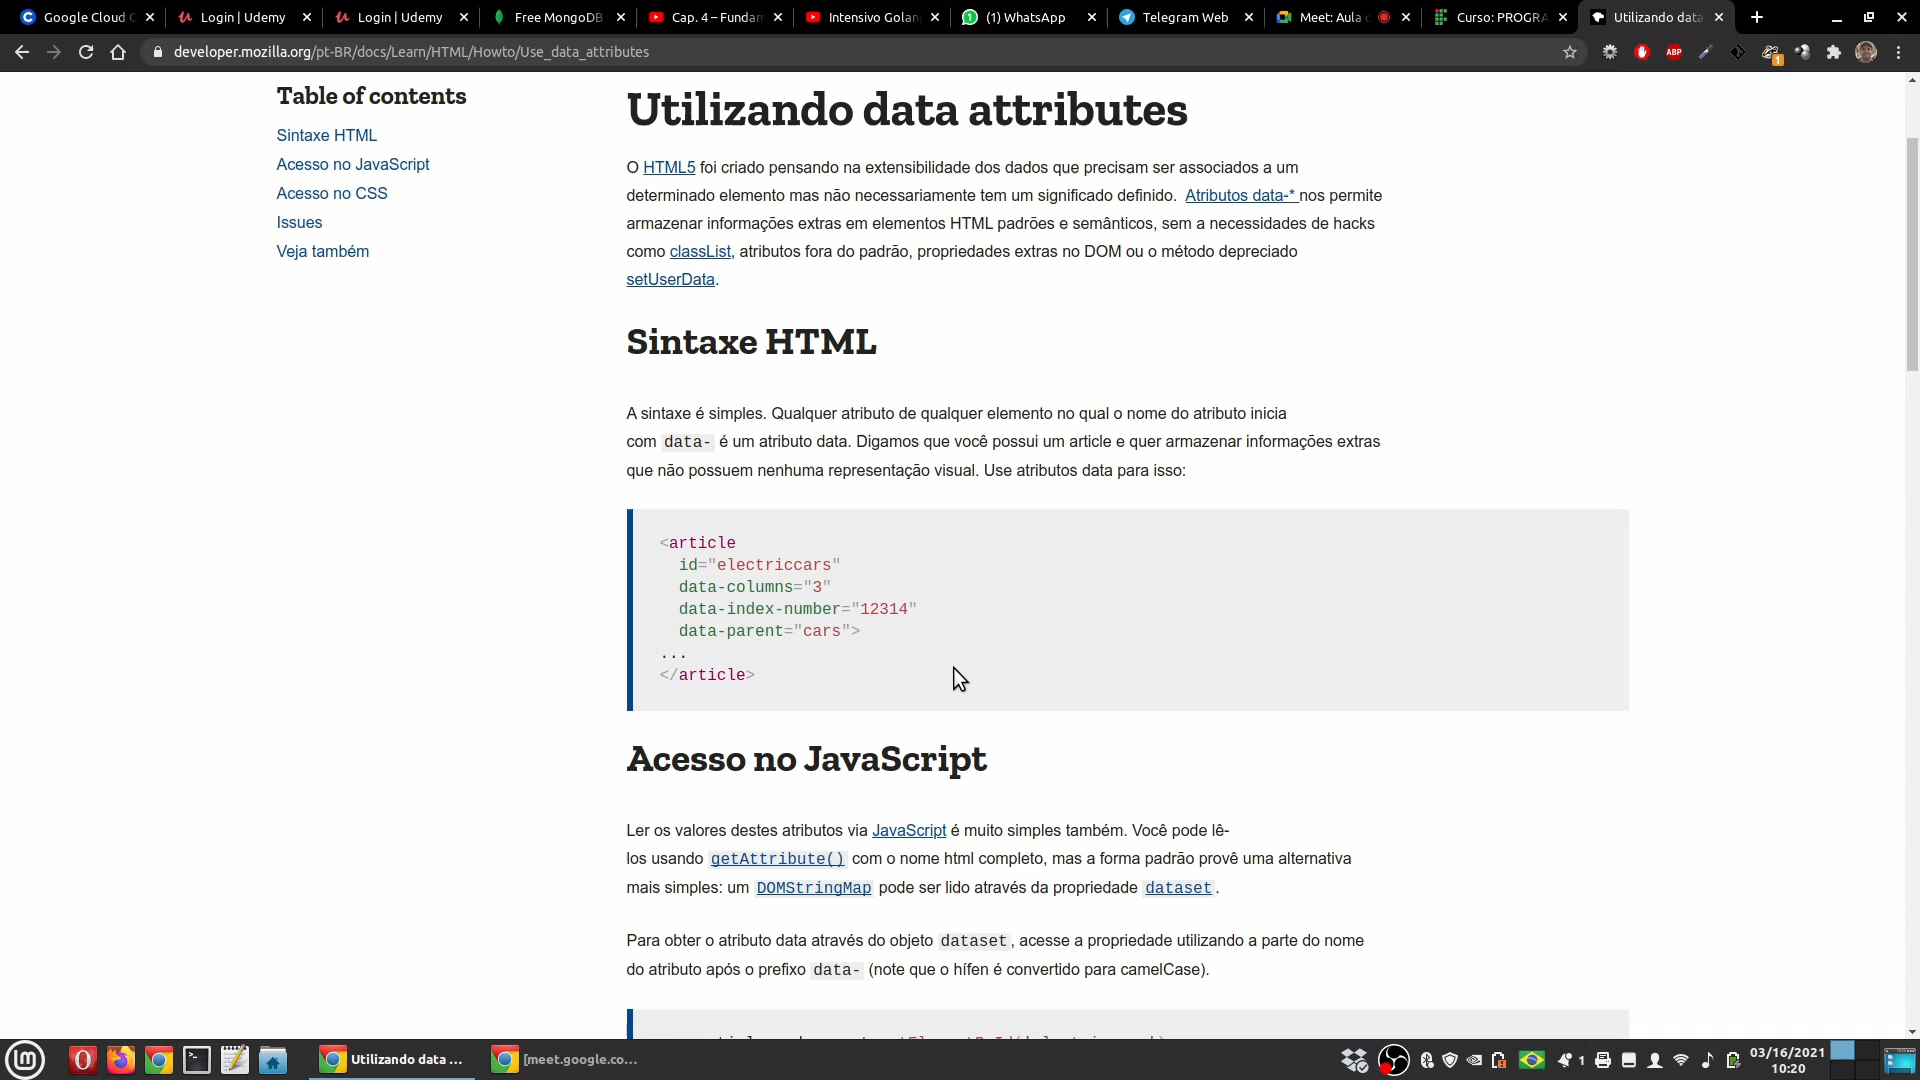 Google Cloud C
Login | Udemy
Login | Udemy
Free MongoDB
Cap. 4 – Fundam
Intensivo Golan
(1) WhatsApp
Telegram Web
Meet: Aula
Curso: PROGRA
Utilizando data
developer.mozilla.org/pt-BR/docs/Learn/HTML/Howto/Use_data_attributes
ABP
1
Table of contents
Sintaxe HTML
Acesso no JavaScript
Acesso no CSS
Issues
Veja também
Utilizando data attributes
O HTML5 foi criado pensando na extensibilidade dos dados que precisam ser associados a um
determinado elemento mas não necessariamente tem um significado definido. Atributos data-* nos permite
armazenar informações extras em elementos HTML padrões e semânticos, sem a necessidades de hacks
como classList, atributos fora do padrão, propriedades extras no DOM ou o método depreciado
setUserData.
Sintaxe HTML
A sintaxe é simples. Qualquer atributo de qualquer elemento no qual o nome do atributo inicia
com data- é um atributo data. Digamos que você possui um article e quer armazenar informações extras
que não possuem nenhuma representação visual. Use atributos data para isso:
<article
id="electriccars"
data-columns="3"
data-index-number="12314"
data-parent="cars">
...
</article>
Acesso no JavaScript
Ler os valores destes atributos via JavaScript é muito simples também. Você pode lê-
los usando getAttribute() com o nome html completo, mas a forma padrão provê uma alternativa
mais simples: um DOMStringMap pode ser lido através da propriedade dataset.
Para obter o atributo data através do objeto dataset, acesse a propriedade utilizando a parte do nome
do atributo após o prefixo data- (note que o hífen é convertido para camelCase).
Utilizando data ...
[meet.google.co...
1
03/16/2021
10:20